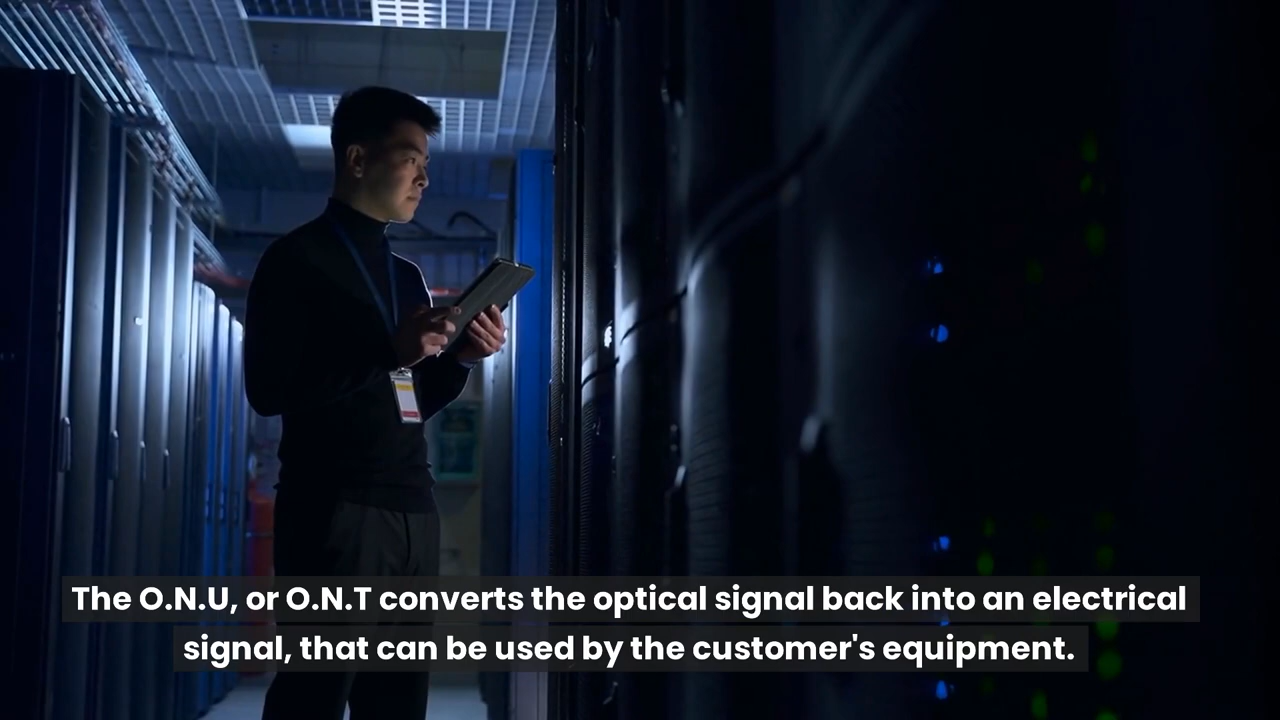 The O.N.U, or O.N.T converts the optical signal back into an electrical
signal, that can be used by the customer's equipment.